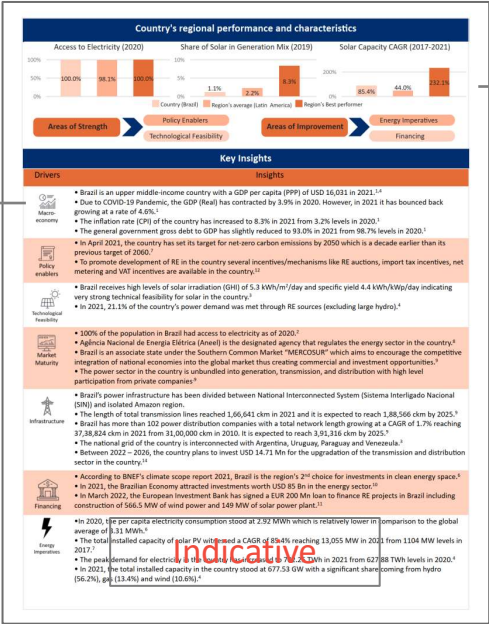 Country's regional performance and characteristics
Access to Electricity (2020)
100%
50%
0%
100.0%
98.1%
100.0%
Share of Solar in Generation Mix (2019)
10%
5%
0%
1.1%
2.2%
8.3%
Solar Capacity CAGR (2017-2021)
200%
0%
85.4%
44.0%
232.1%
Country (Brazil) Region's average (Latin America) Region's Best performer
Areas of Strength
Policy Enablers
Technological Feasibility
Areas of Improvement
Energy Imperatives
Financing
Key Insights
Drivers Insights
Macro-
economy
• Brazil is an upper middle-income country with a GDP per capita (PPP) of USD 16,031 in 2021.1,4
• Due to COVID-19 Pandemic, the GDP (Real) has contracted by 3.9% in 2020. However, in 2021 it has bounced back
growing at a rate of 4.6%.1
• The inflation rate (CPI) of the country has increased to 8.3% in 2021 from 3.2% levels in 2020.1
• The general government gross debt to GDP has slightly reduced to 93.0% in 2021 from 98.7% levels in 2020.1
Policy
enablers
• In April 2021, the country has set its target for net-zero carbon emissions by 2050 which is a decade earlier than its
previous target of 2060.7
• To promote development of RE in the country several incentives/mechanisms like RE auctions, import tax incentives, net
metering and VAT incentives are available in the country.12
Technological
Feasibility
• Brazil receives high levels of solar irradiation (GHI) of 5.3 kWh/m2/day and specific yield 4.4 kWh/kWp/day indicating
very strong technical feasibility for solar in the country.5
• In 2021, 21.1% of the country's power demand was met through RE sources (excluding large hydro).4
Market
Maturity
• 100% of the population in Brazil had access to electricity as of 2020.2
• Agência Nacional de Energia Elétrica (Aneel) is the designated agency that regulates the energy sector in the country.8
• Brazil is an associate state under the Southern Common Market "MERCOSUR" which aims to encourage the competitive
integration of national economies into the global market thus creating commercial and investment opportunities.9
• The power sector in the country is unbundled into generation, transmission, and distribution with high level
participation from private companies9
Infrastructure
• Brazil's power infrastructure has been divided between National Interconnected System (Sistema Interligado Nacional
(SIN)) and isolated Amazon region.
• The length of total transmission lines reached 1,66,641 ckm in 2021 and it is expected to reach 1,88,566 ckm by 2025.9
• Brazil has more than 102 power distribution companies with a total network length growing at a CAGR of 1.7% reaching
37,38,824 ckm in 2021 from 31,00,000 ckm in 2010. It is expected to reach 3,91,316 ckm by 2025.9
• The national grid of the country is interconnected with Argentina, Uruguay, Paraguay and Venezuela.3
• Between 2022 – 2026, the country plans to invest USD 14.71 Mn for the upgradation of the transmission and distribution
sector in the country.14
Financing
• According to BNEF's climate scope report 2021, Brazil is the region's 2nd choice for investments in clean energy space.6
• In 2021, the Brazilian Economy attracted investments worth USD 85 Bn in the energy sector.10
• In March 2022, the European Investment Bank has signed a EUR 200 Mn loan to finance RE projects in Brazil including
construction of 566.5 MW of wind power and 149 MW of solar power plant.11
Energy
Imperatives
•In 2020, the per capita electricity consumption stood at 2.92 MWh which is relatively lower in comparison to the global
average of 3.31 MWh.6
• The total installed capacity of solar PV witnessed a CAGR of 85.4% reaching 13,055 MW in 2021 from 1104 MW levels in
2017.7
• The peak demand for electricity in the country has increased to TWh in 2021 from 627.88 TWh levels in 2020.4
• In 2021, the total installed capacity in the country stood at 677.53 GW with a significant share coming from hydro
(56.2%), gas (13.4%) and wind (10.6%).4
Indicative